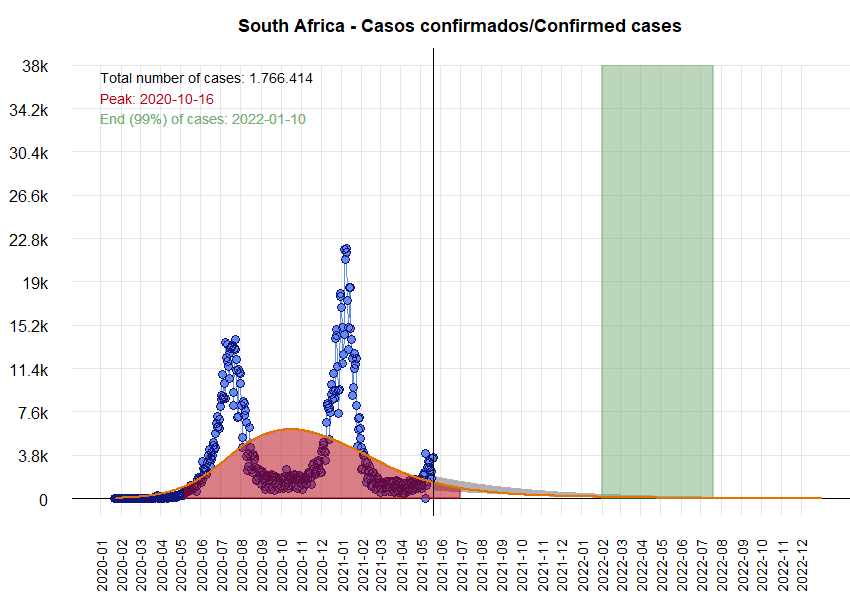 South Africa - Casos confirmados/Confirmed cases
Total number of cases: 1.766.414
Peak: 2020-10-16
End (99%) of cases: 2022-01-10
38k
34.2k
30.4k
26.6k
22.8k
19k
15.2k
11.4k
7.6k
3.8k
0
2020-01
2020-02
2020-03
2020-04
2020-05
2020-06
2020-07
2020-08
2020-09
2020-10
2020-11
2020-12
2021-01
2021-02
2021-03
2021-04
2021-05
2021-06
2021-07
2021-08
2021-09
2021-10
2021-11
2021-12
2022-01
2022-02
2022-03
2022-04
2022-05
2022-06
2022-07
2022-08
2022-09
2022-10
2022-11
2022-12